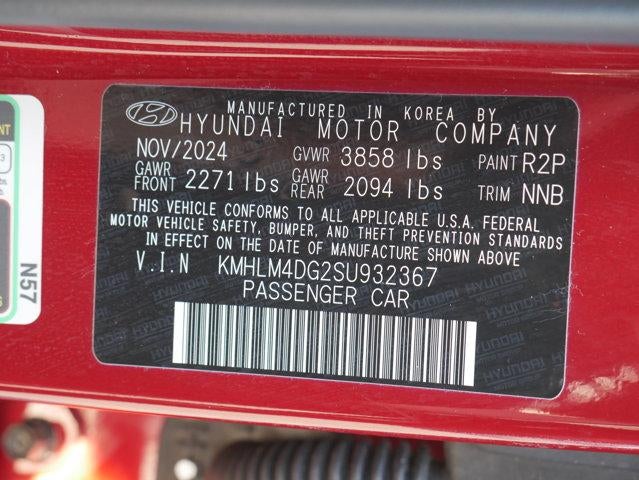 MANUFACTURED IN KOREA BY
HYUNDAI MOTOR COMPANY
NOV/2024 GVWR 3858 lbs PAINT R2P
GAWR FRONT 2271 lbs GAWR REAR 2094 lbs TRIM NNB
THIS VEHICLE CONFORMS TO ALL APPLICABLE U.S.A. FEDERAL
MOTOR VEHICLE SAFETY, BUMPER, AND THEFT PREVENTION STANDARDS
IN EFFECT ON THE DATE OF MANUFACTURE SHOWN ABOVE
V.I.N KMHLM4DG2SU932367
PASSENGER CAR
N57